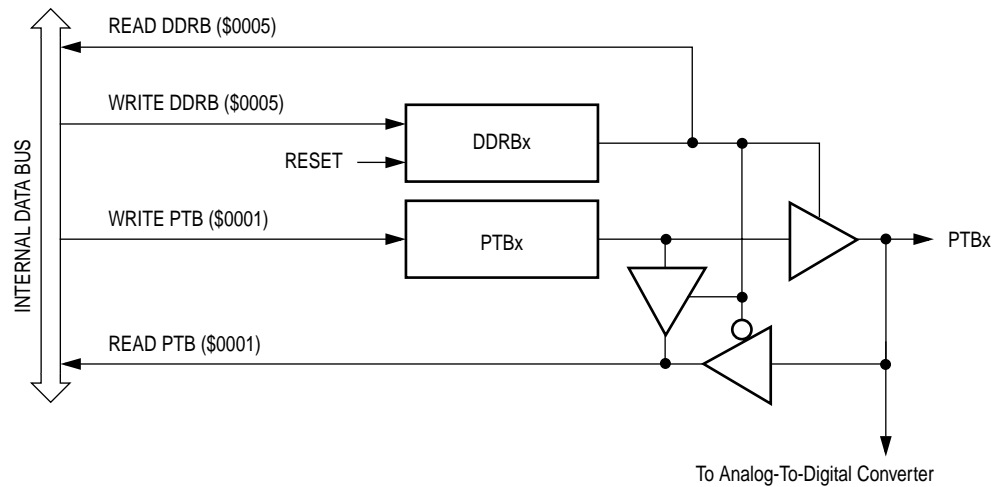 READ DDRB ($0005)
WRITE DDRB ($0005)
DDRBx
RESET
INTERNAL DATA BUS
WRITE PTB ($0001)
PTBx
PTBx
READ PTB ($0001)
To Analog-To-Digital Converter